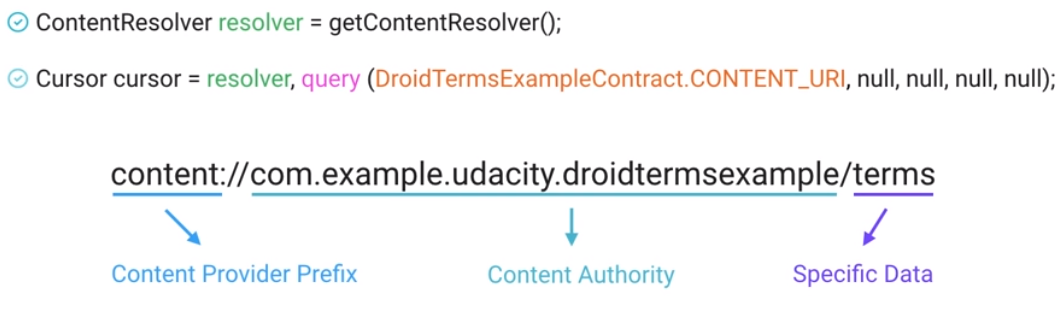 ContentResolver resolver = getContentResolver();
Cursor cursor = resolver, query (DroidTermsExampleContract.CONTENT_URI, null, null, null, null);
content://com.example.udacity.droidtermsexample/terms
Content Provider Prefix
Content Authority
Specific Data